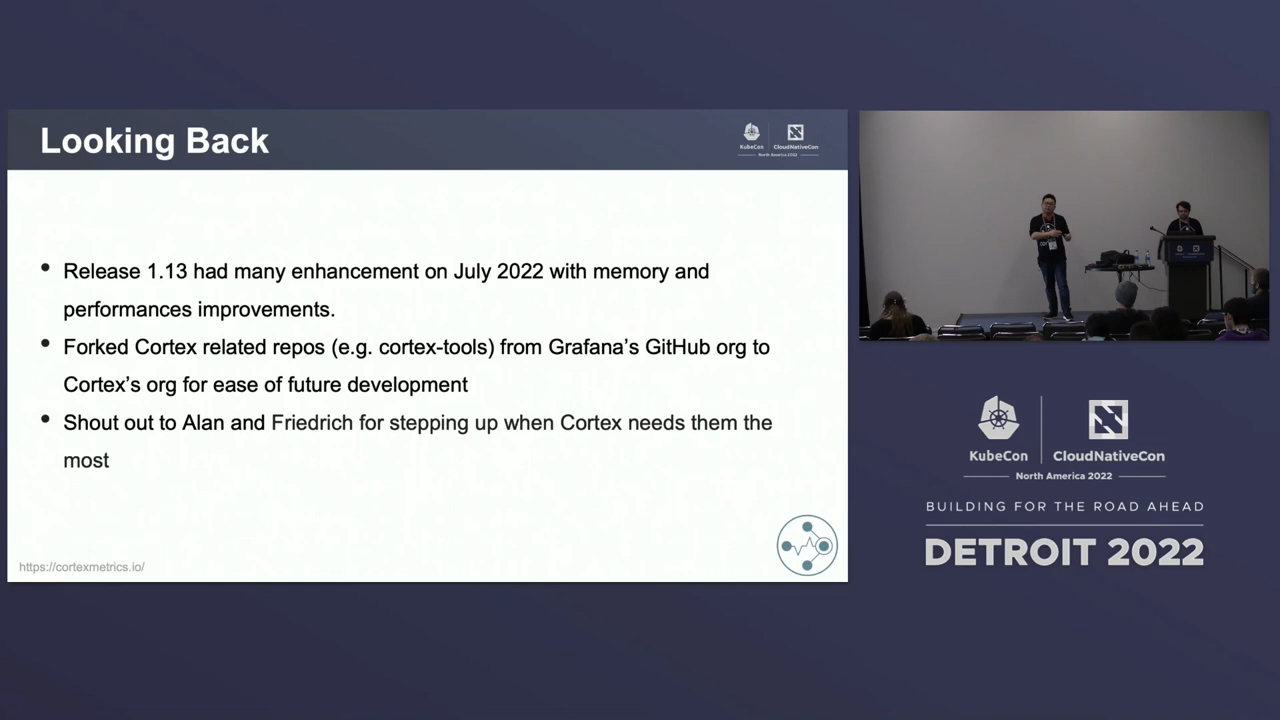 Looking Back
KubeCon
CloudNativeCon
North America 2022
• Release 1.13 had many enhancement on July 2022 with memory and
performances improvements.
• Forked Cortex related repos (e.g. cortex-tools) from Grafana's GitHub org to
Cortex's org for ease of future development
• Shout out to Alan and Friedrich for stepping up when Cortex needs them the
most
https://cortexmetrics.io/
KubeCon
CloudNativeCon
North America 2022
BUILDING FOR THE ROAD AHEAD
DETROIT 2022